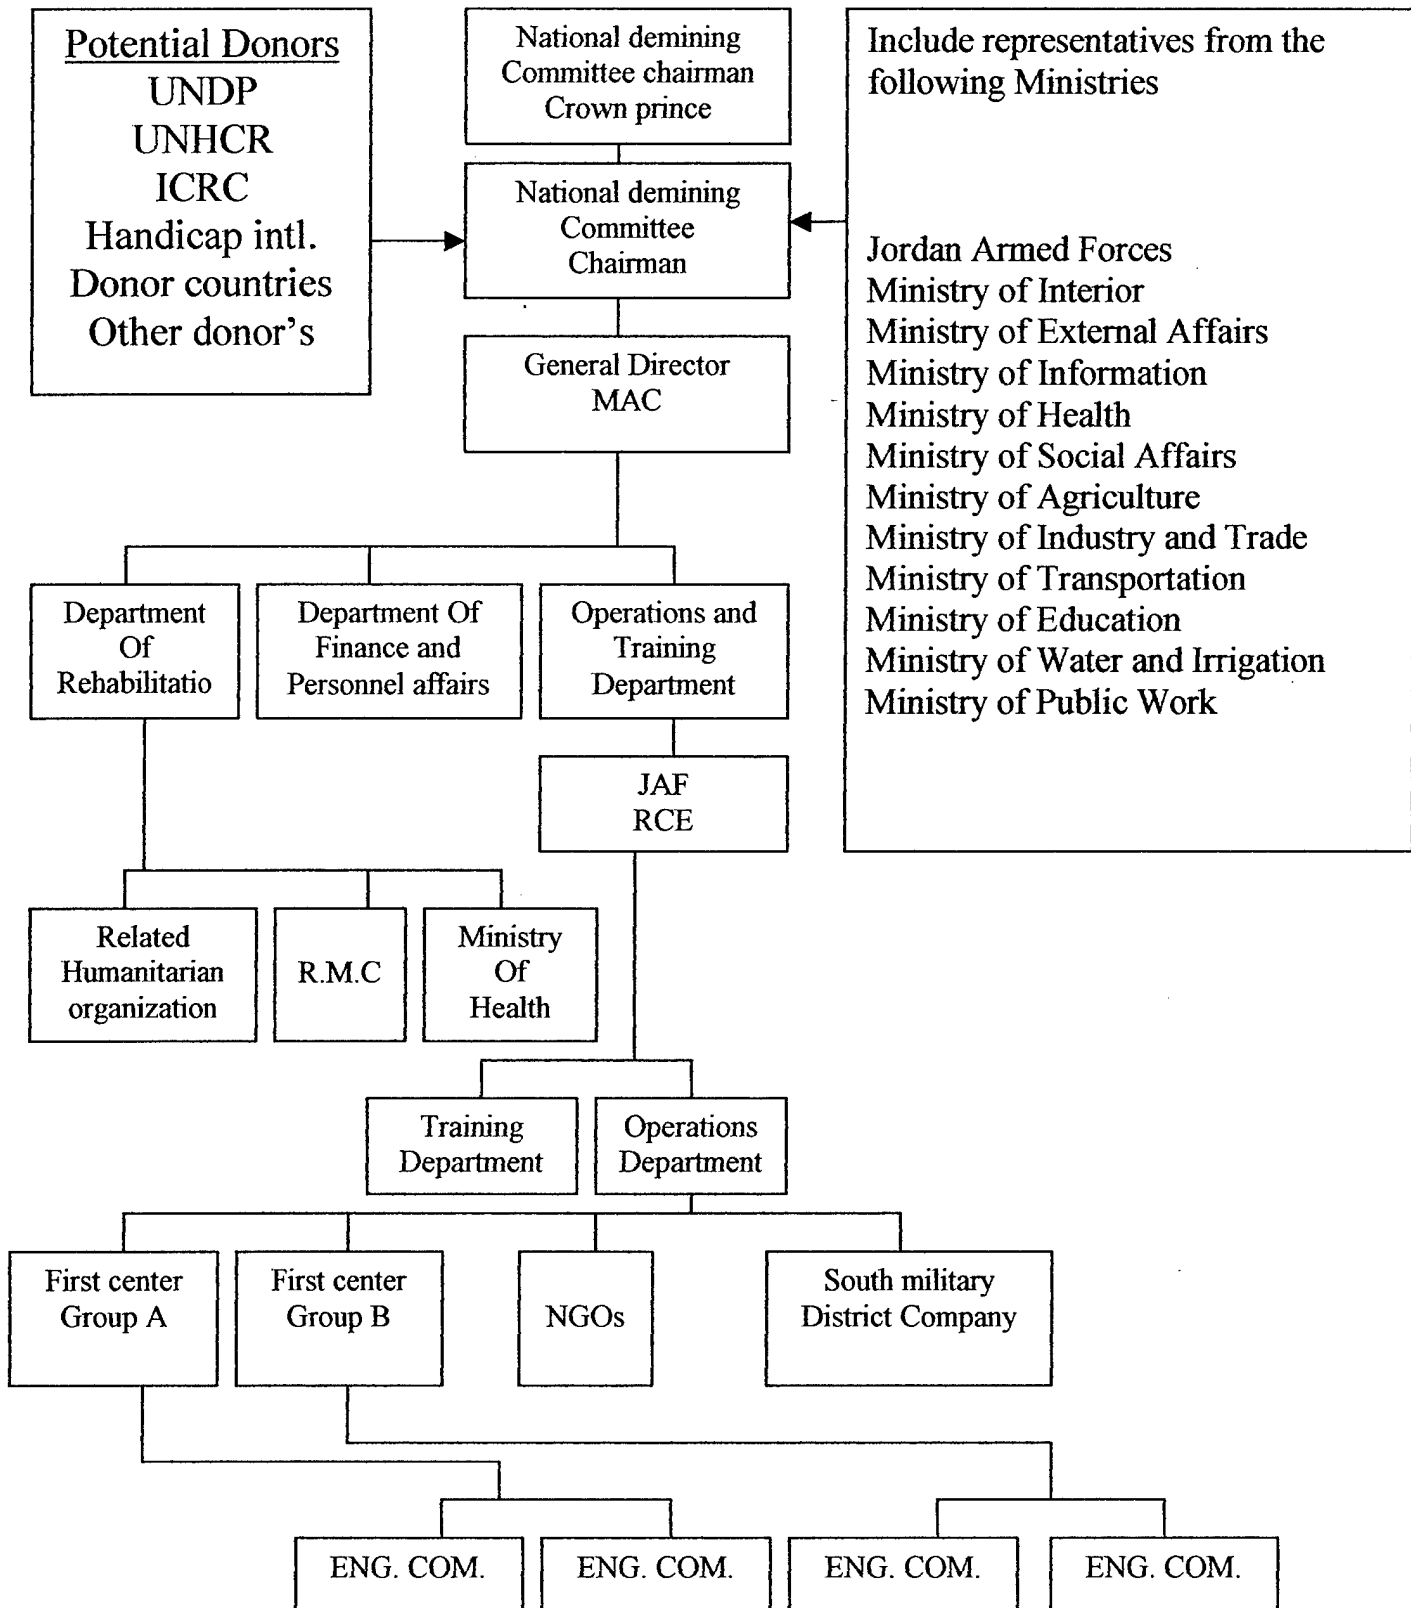 Potential Donors
UNDP
UNHCR
ICRC
Handicap intl.
Donor countries
Other donor's
National demining
Committee chairman
Crown prince
National demining
Committee
Chairman
General Director
MAC
Include representatives from the
following Ministries
Jordan Armed Forces
Ministry of Interior
Ministry of External Affairs
Ministry of Information
Ministry of Health
Ministry of Social Affairs
Ministry of Agriculture
Ministry of Industry and Trade
Ministry of Transportation
Ministry of Education
Ministry of Water and Irrigation
Ministry of Public Work
Department
Of
Rehabilitatio
Department Of
Finance and
Personnel affairs
Operations and
Training
Department
JAF
RCE
Related
Humanitarian
organization
R.M.C
Ministry
Of
Health
Training
Department
Operations
Department
First center
Group A
First center
Group B
NGOs
South military
District Company
ENG. COM.
ENG. COM.
ENG. COM.
ENG. COM.